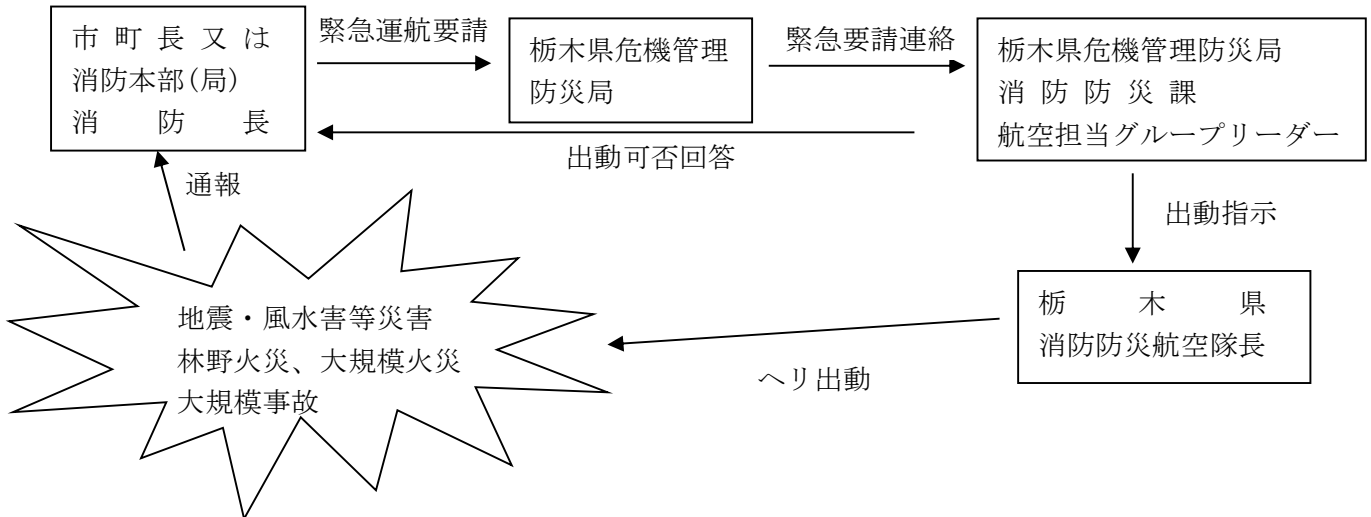 市町長又は
消防本部(局)
消防長
緊急運航要請
栃木県危機管理
防災局
緊急要請連絡
栃木県危機管理防災局
消防防災課
航空担当グループリーダー
出動可否回答
通報
出動指示
地震・風水害等災害
林野火災、大規模火災
大規模事故
栃木県
消防防災航空隊長
ヘリ出動